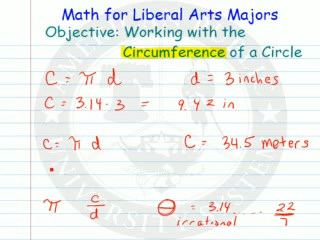 Math for Liberal Arts Majors
Objective: Working with the
Circumference of a Circle
C = π d d = 3 inches
C = 3.14 · 3 = 9.42 in
C = π d C = 34.5 meters
π c/d = 3.14...... 22/7
irrational